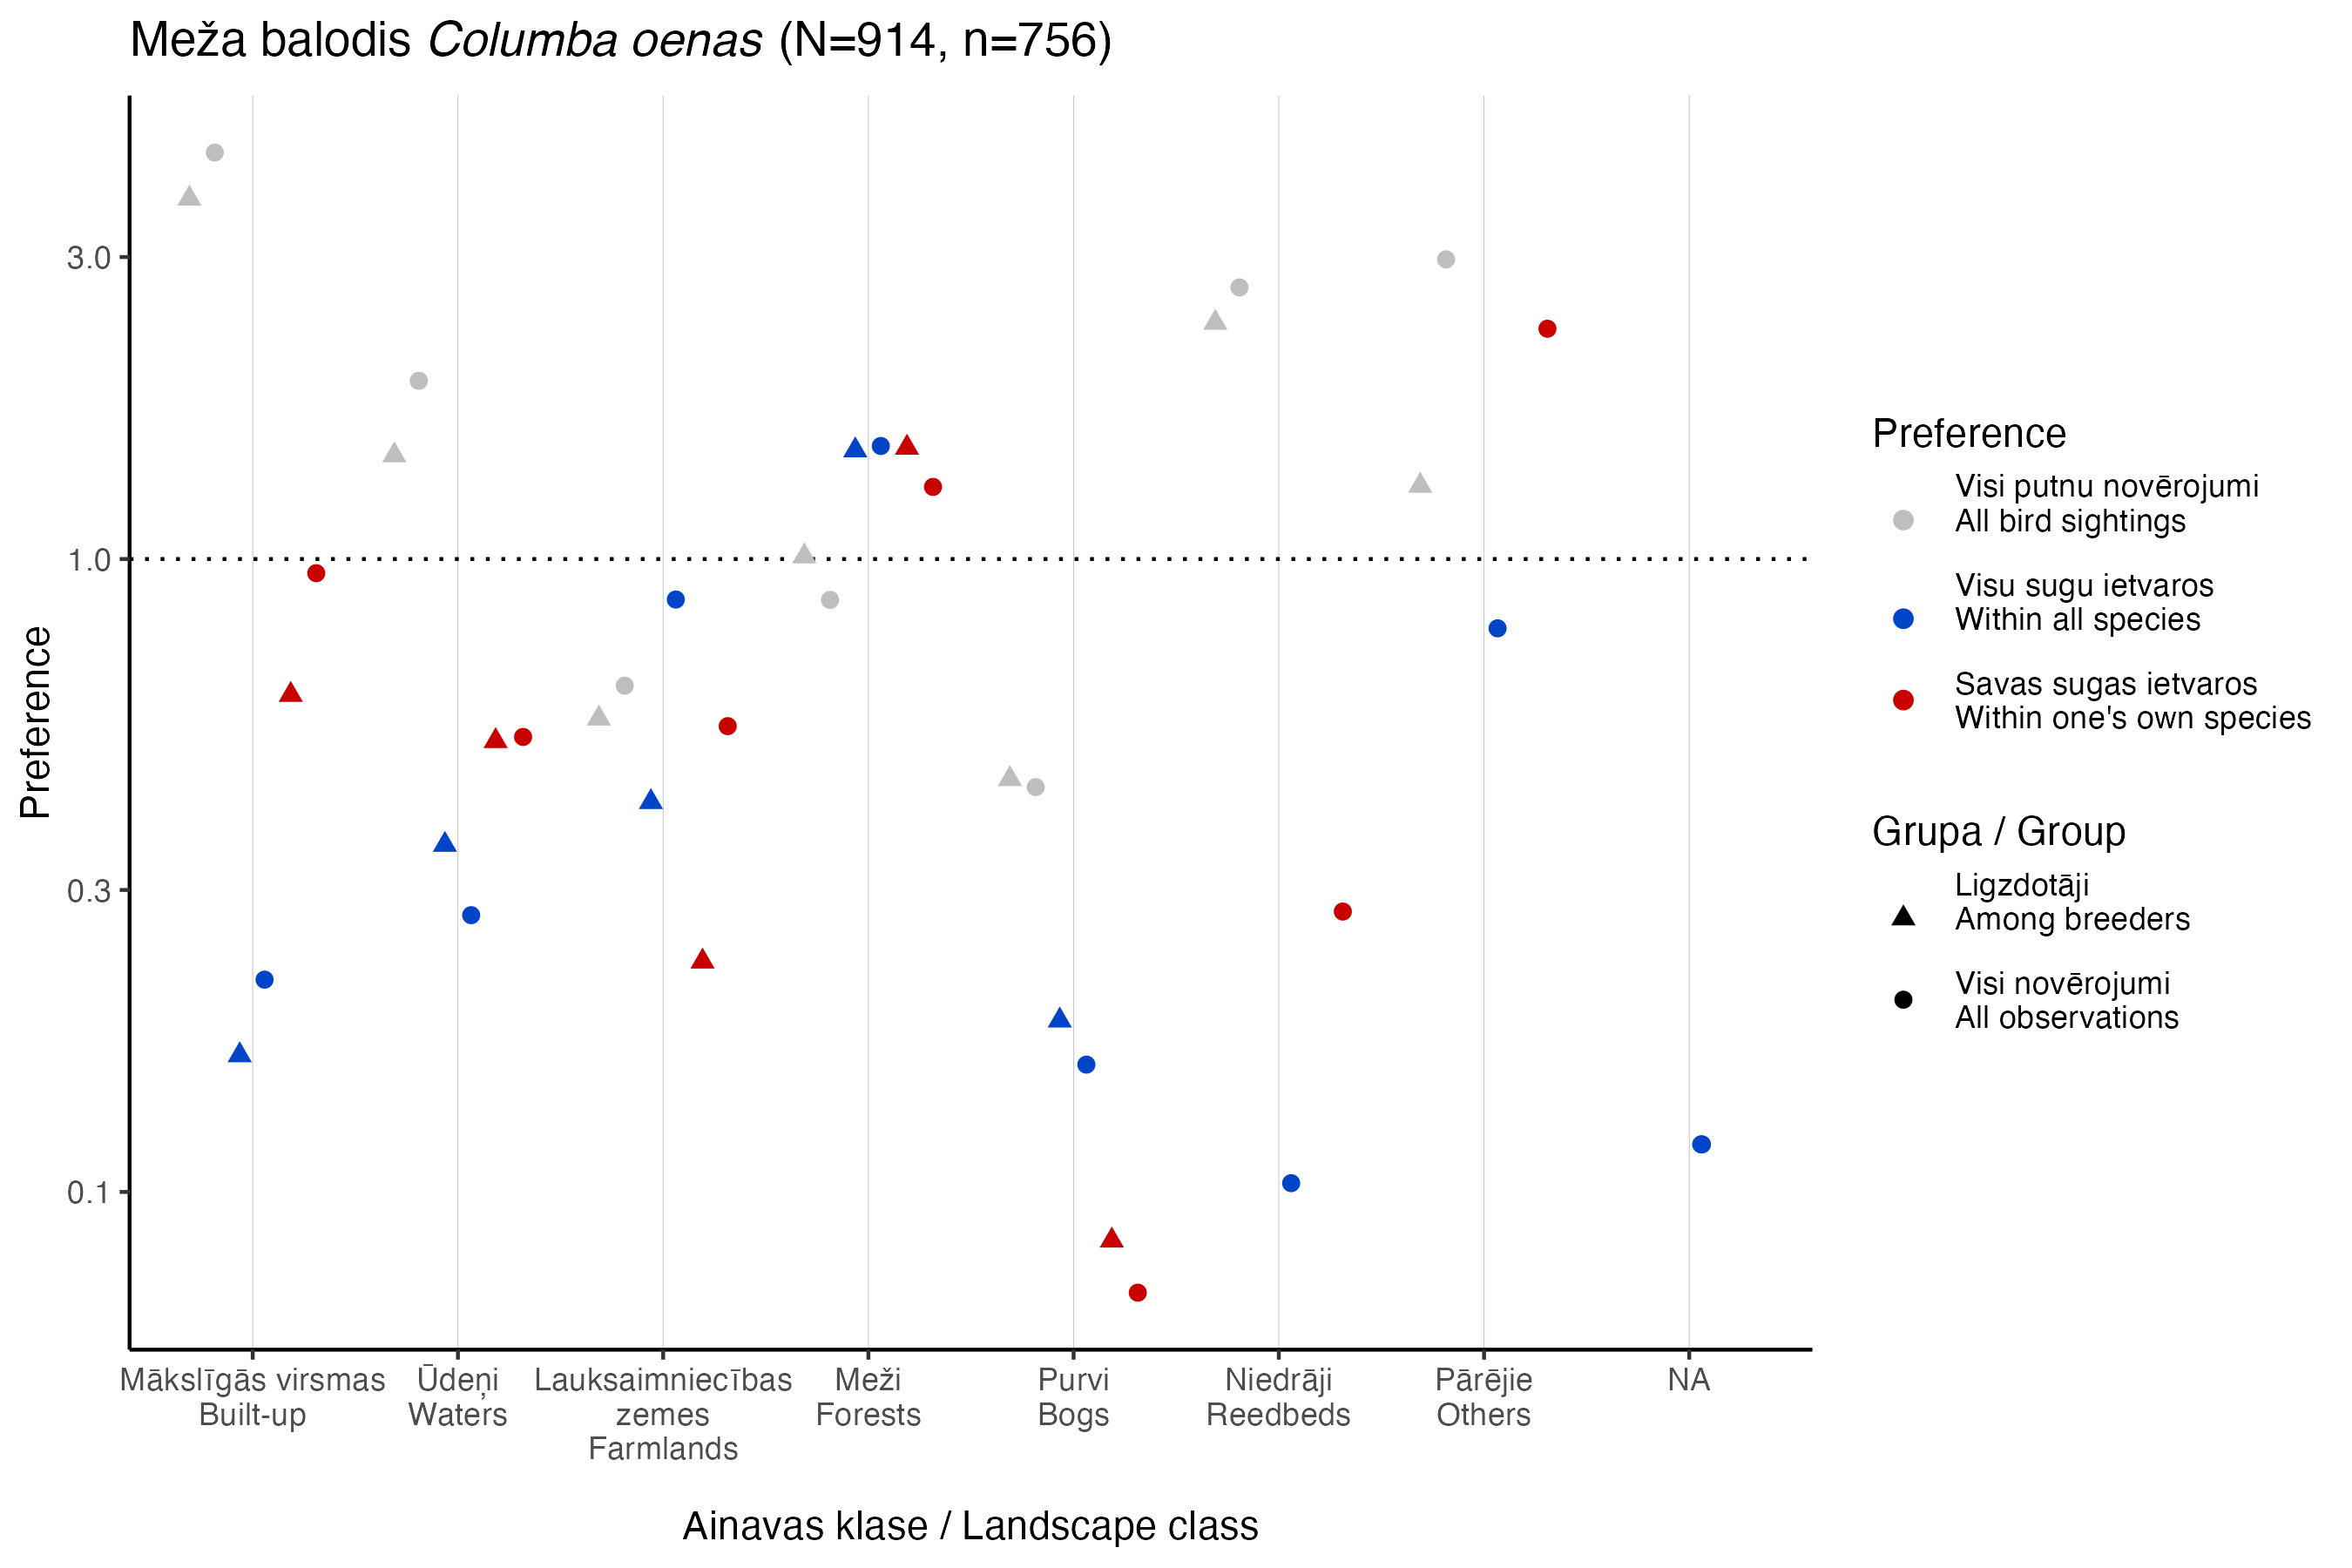 Meža balodis Columba oenas (N=914, n=756)
Preference
3.0
1.0
0.3
0.1
Mākslīgās virsmas
Built-up
Ūdeņi
Waters
Lauksaimniecības
zemes
Farmlands
Meži
Forests
Purvi
Bogs
Niedrāji
Reedbeds
Pārējie
Others
NA
Ainavas klase / Landscape class
Preference
Visi putnu novērojumi
All bird sightings
Visu sugu ietvaros
Within all species
Savas sugas ietvaros
Within one's own species
Grupa / Group
Ligzdotāji
Among breeders
Visi novērojumi
All observations